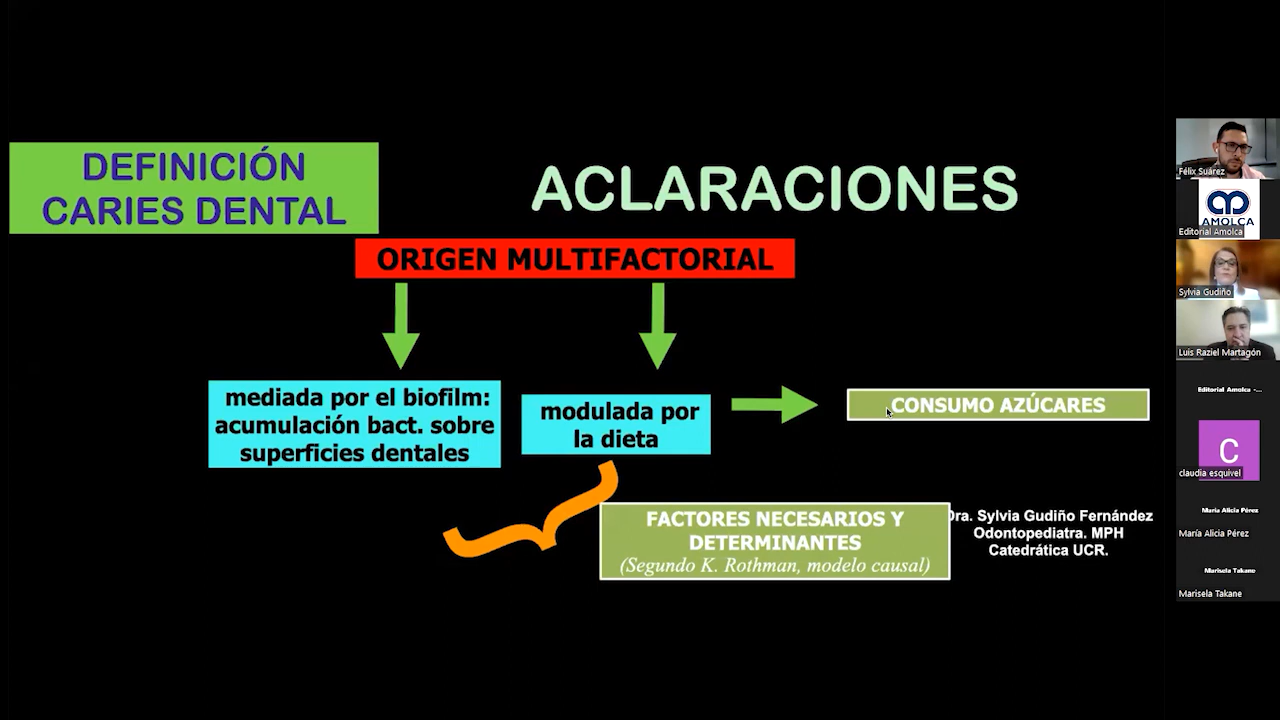 DEFINICIÓN
CARIES DENTAL
ACLARACIONES
ORIGEN MULTIFACTORIAL
mediada por el biofilm:
acumulación bact. sobre
superficies dentales
modulada por
la dieta
CONSUMO AZÚCARES
FACTORES NECESARIOS Y
DETERMINANTES
(Segundo K. Rothman, modelo causal)
Dra. Sylvia Gudiño Fernández
Odontopediatra. MPH
Catedrática UCR.
Félix Suárez
AMOLCA
Editorial Amolca
Sylvia Gudiño
Luis Raziel Martagón
Editorial Amolca -...
C
claudia esquivel
María Alicia Pérez
María Alicia Pérez
Marisela Takane
Marisela Takane